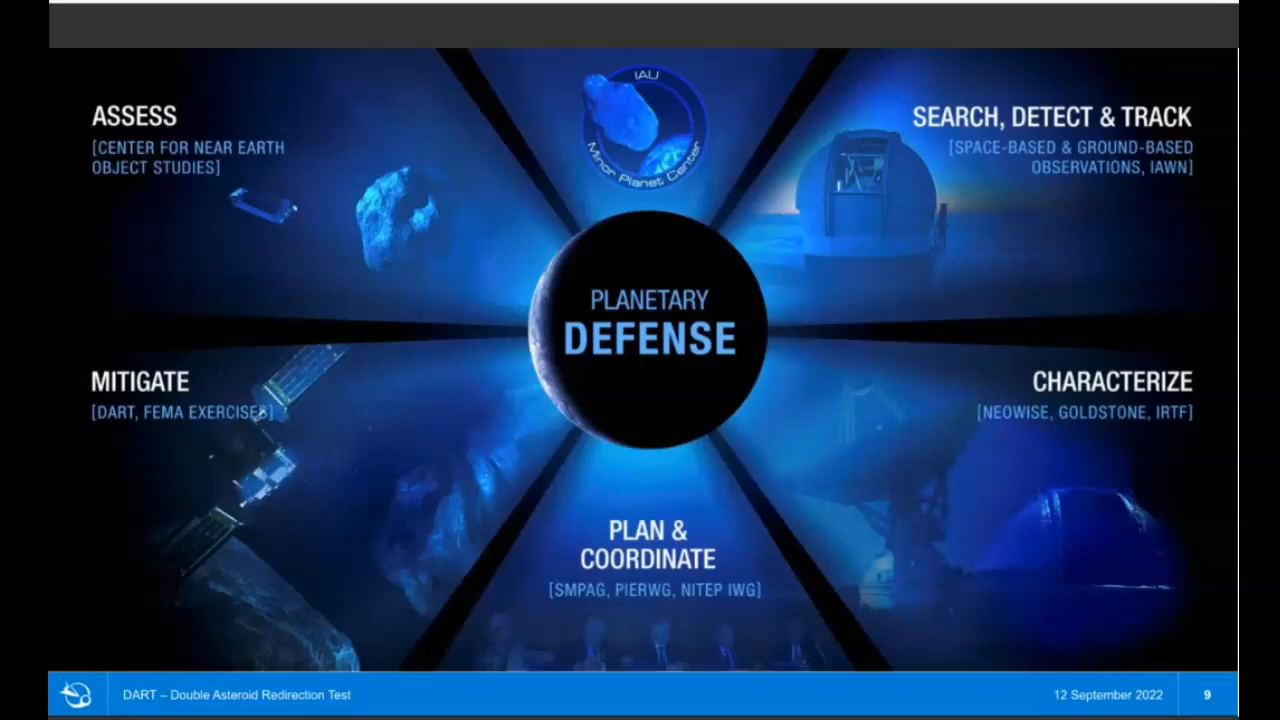 IAU
Minor Planet Center
ASSESS
[CENTER FOR NEAR EARTH
OBJECT STUDIES]
SEARCH, DETECT & TRACK
[SPACE-BASED & GROUND-BASED
OBSERVATIONS, IAWN]
PLANETARY
DEFENSE
MITIGATE
[DART, FEMA EXERCISES]
CHARACTERIZE
[NEOWISE, GOLDSTONE, IRTF]
PLAN &
COORDINATE
[SMPAG, PIERWG, NITEP IWG]
DART – Double Asteroid Redirection Test
12 September 2022
9